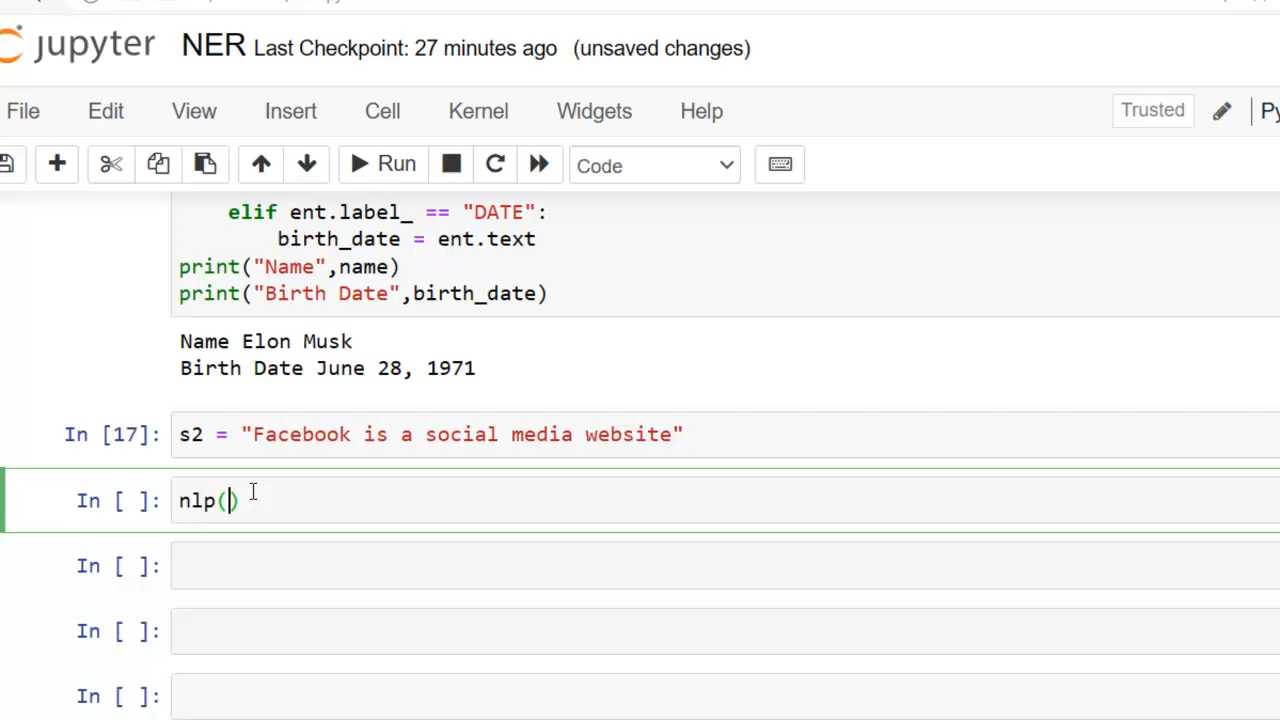 jupyter NER Last Checkpoint: 27 minutes ago (unsaved changes)
File Edit View Insert Cell Kernel Widgets Help Trusted
Run Code
elif ent.label_ == "DATE":
birth_date = ent.text
print("Name",name)
print("Birth Date",birth_date)
Name Elon Musk
Birth Date June 28, 1971
In [17]: s2 = "Facebook is a social media website"
In [ ]: nlp()
In [ ]:
In [ ]:
In [ ]: